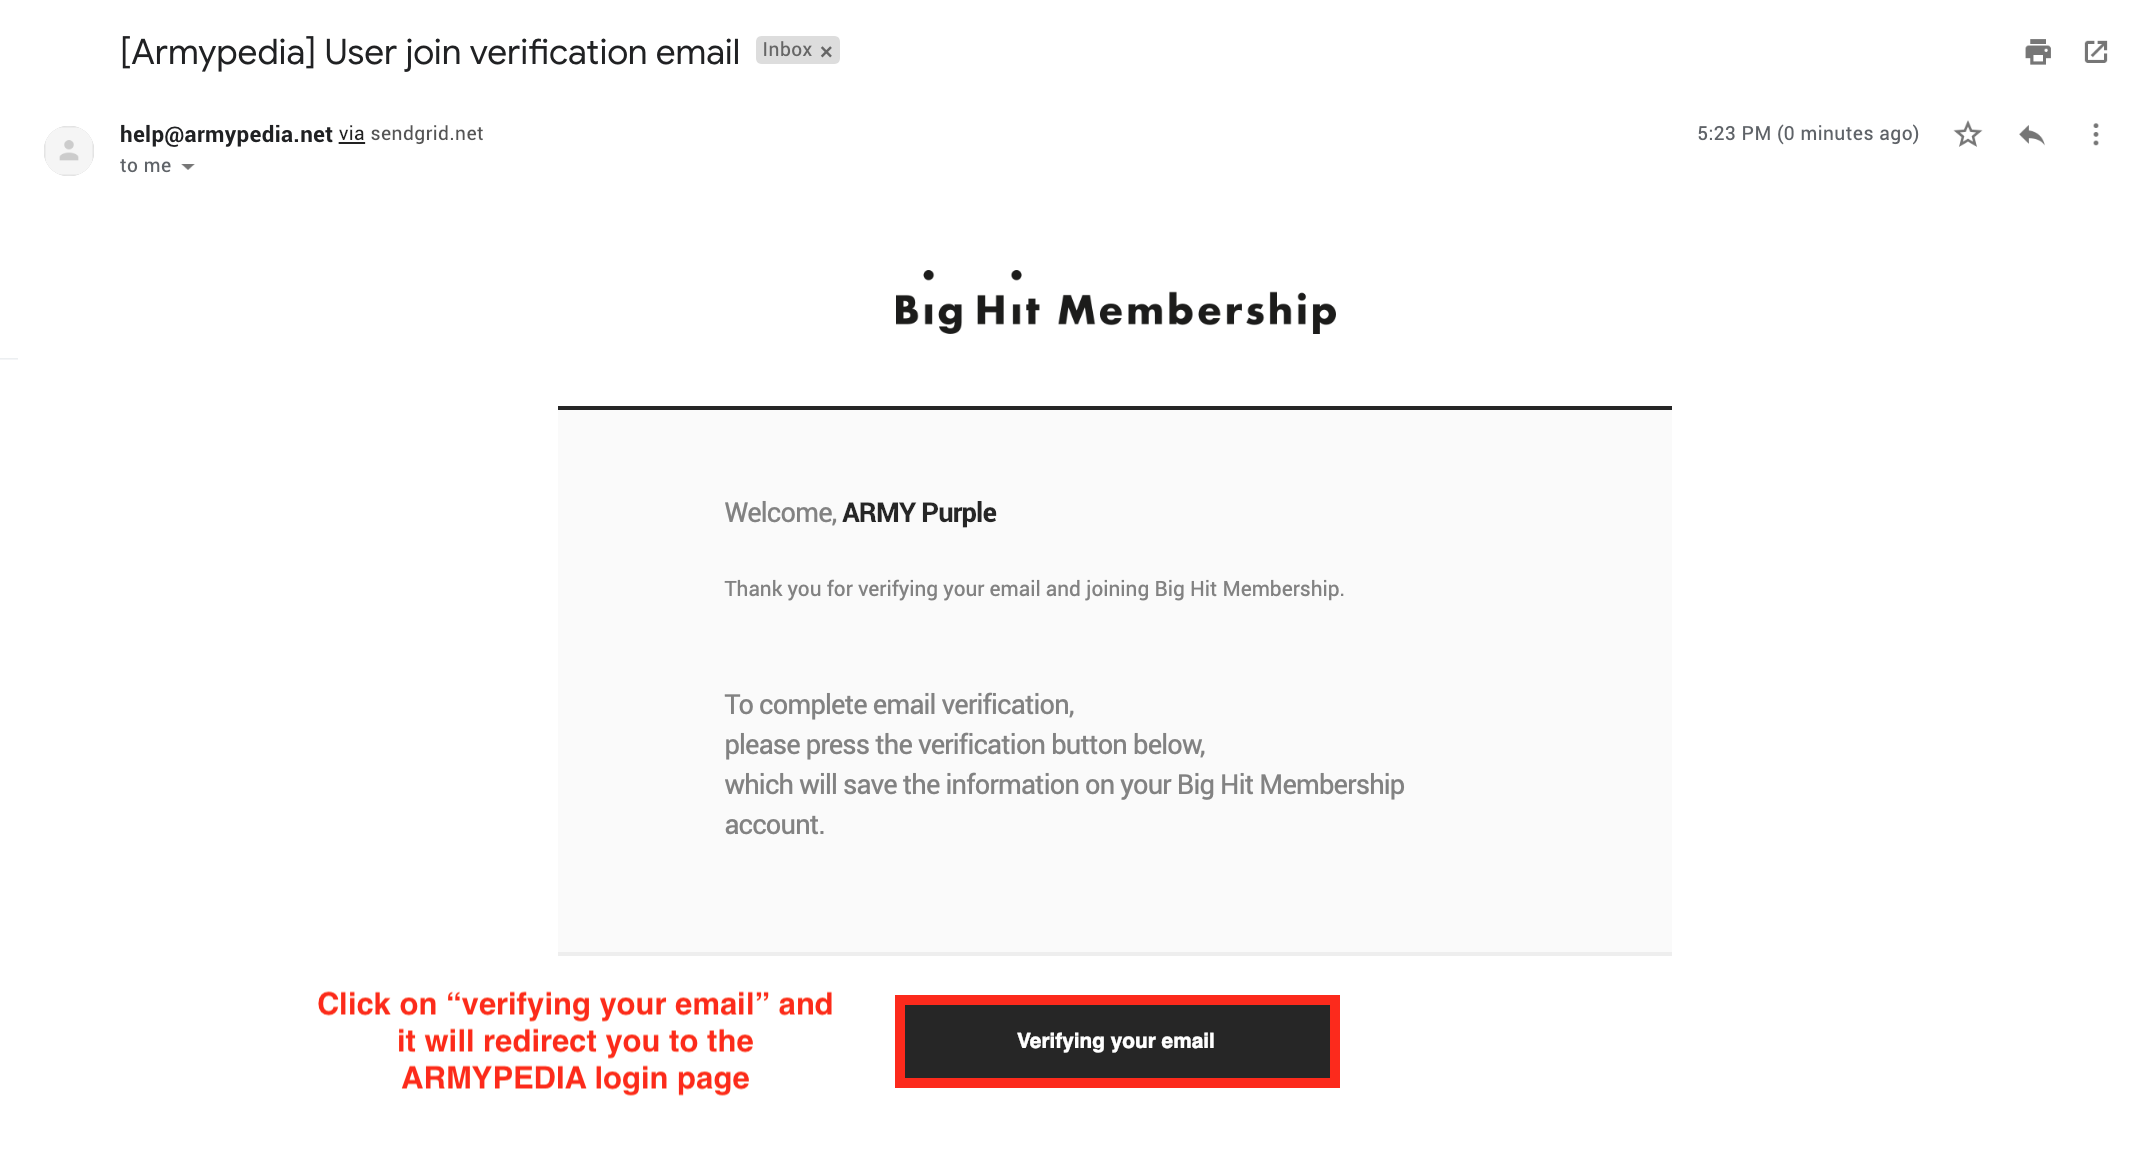 [Armypedia] User join verification email Inbox x
help@armypedia.net via sendgrid.net 5:23 PM (0 minutes ago)
to me
Big Hit Membership
Welcome, ARMY Purple
Thank you for verifying your email and joining Big Hit Membership.
To complete email verification,
please press the verification button below,
which will save the information on your Big Hit Membership
account.
Click on “verifying your email” and
it will redirect you to the
ARMYPEDIA login page
Verifying your email